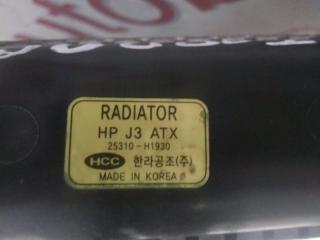 RADIATOR
HP J3 ATX
25310-H1930
HCC 한라공조(주)
MADE IN KOREA